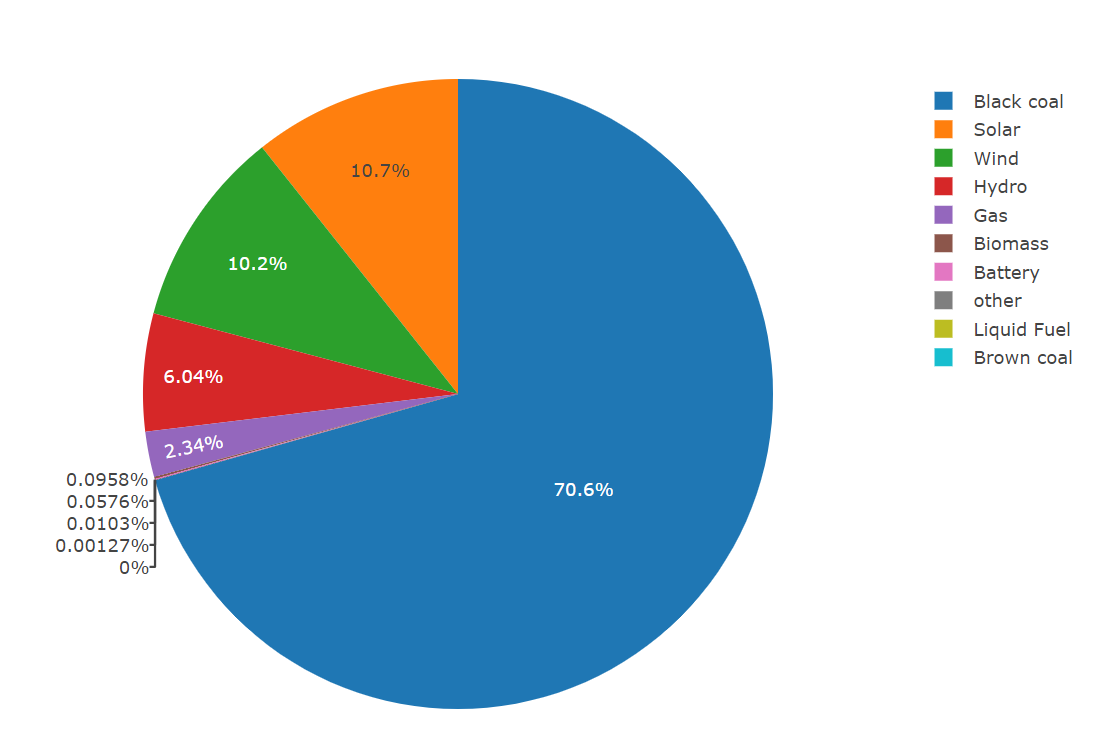 10.7%
10.2%
6.04%
2.34%
70.6%
0.0958%
0.0576%
0.0103%
0.00127%
0%
Black coal
Solar
Wind
Hydro
Gas
Biomass
Battery
other
Liquid Fuel
Brown coal